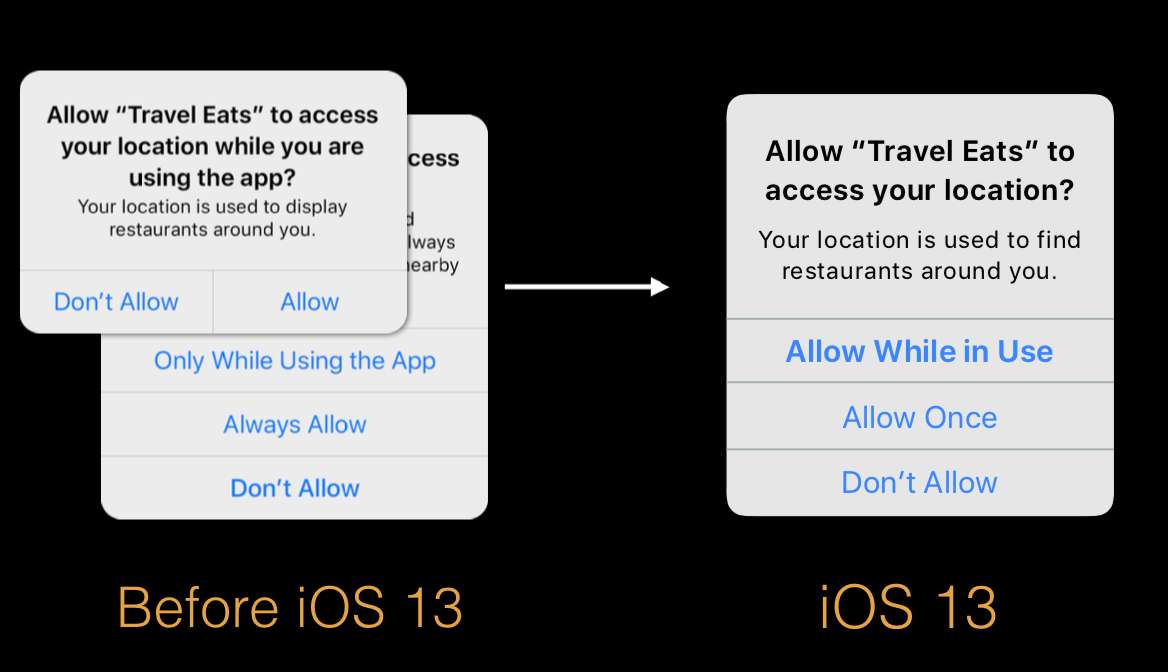 Allow “Travel Eats” to access
your location while you are
using the app?
Your location is used to display
restaurants around you.
Don’t Allow
Allow
cess
lways
nearby
Only While Using the App
Always Allow
Don’t Allow
Before iOS 13
Allow “Travel Eats” to
access your location?
Your location is used to find
restaurants around you.
Allow While in Use
Allow Once
Don’t Allow
iOS 13